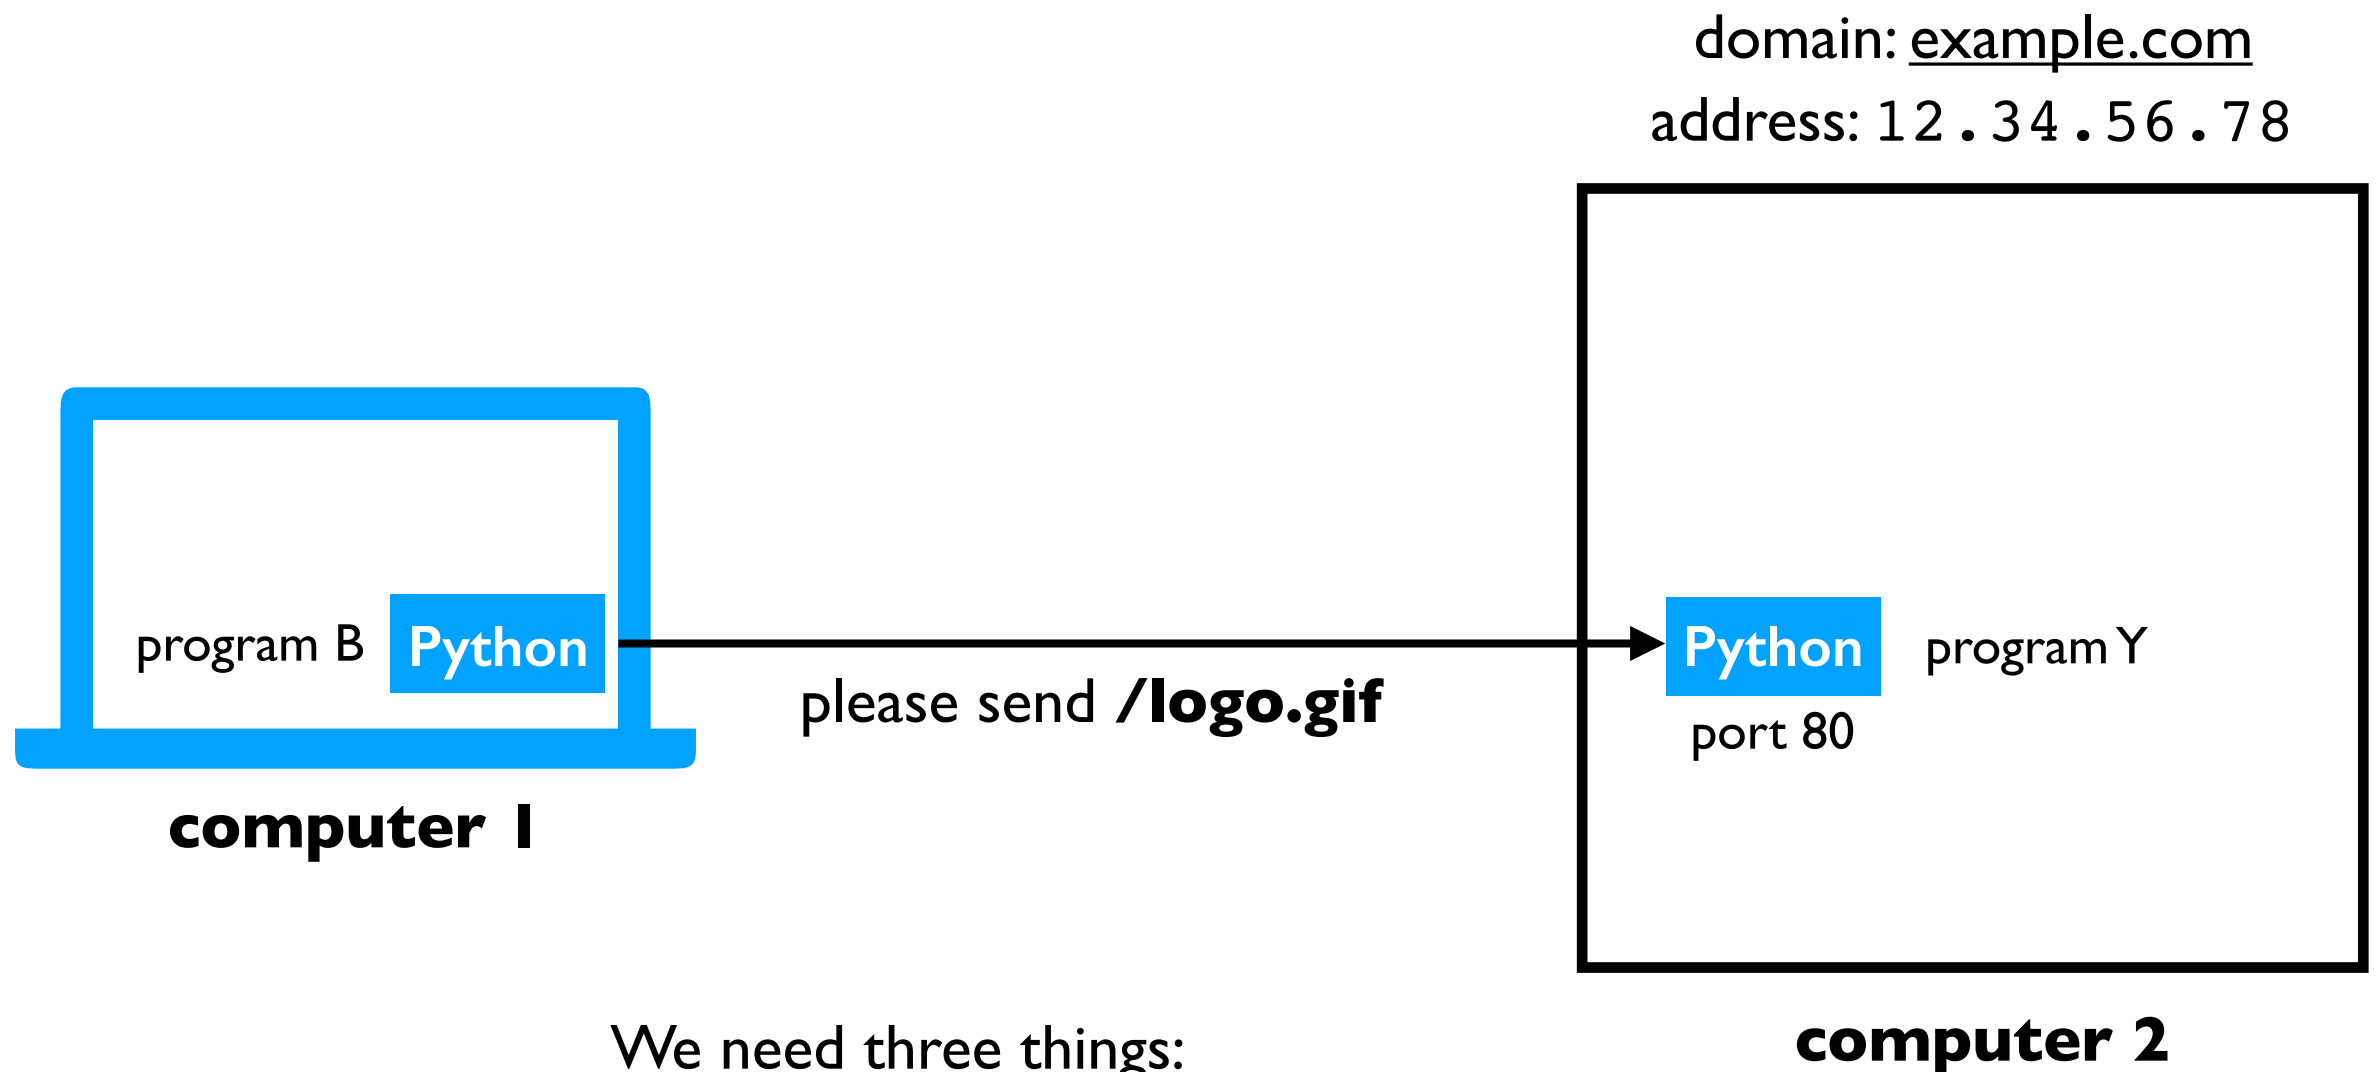 domain: example.com
address: 12.34.56.78
program B
Python
please send /logo.gif
Python
program Y
port 80
computer 1
computer 2
We need three things: